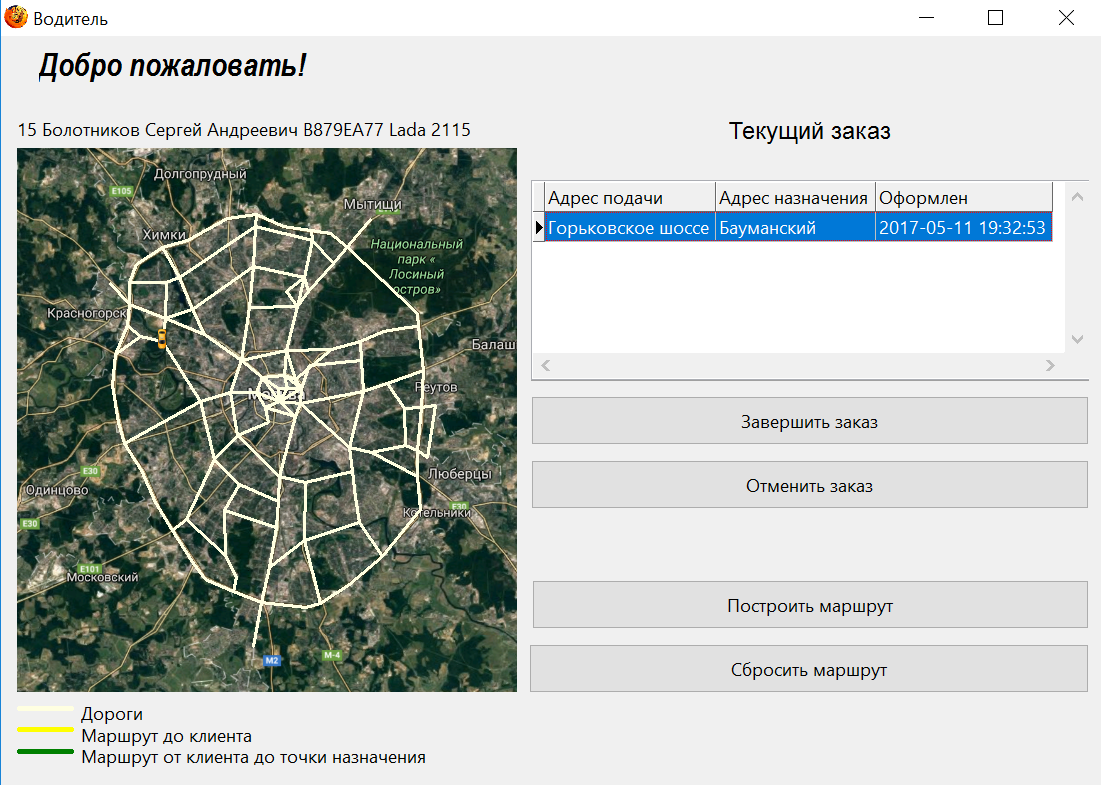 Водитель
Добро пожаловать!
15 Болотников Сергей Андреевич В879ЕА77 Lada 2115
Текущий заказ
Адрес подачи Адрес назначения Оформлен
Горьковское шоссе Бауманский 2017-05-11 19:32:53
Долгопрудный
E105
Мытищи
Химки
Национальный
парк «
Лосиный
остров»
Красногорск
Балаш
Москва
Реутов
Люберцы
E30
Одинцово
E30
Котельники
E30
E101
Московский
M-4
M2
Завершить заказ
Отменить заказ
Построить маршрут
Сбросить маршрут
Дороги
Маршрут до клиента
Маршрут от клиента до точки назначения